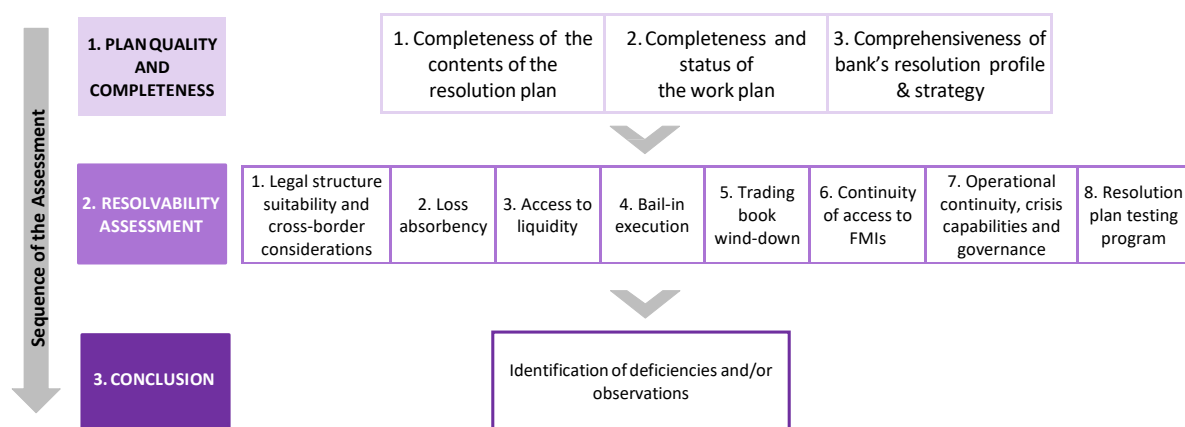 Sequence of the Assessment
1. PLAN QUALITY
AND
COMPLETENESS
1. Completeness of the
contents of the
resolution plan
2. Completeness and
status of
the work plan
3. Comprehensiveness of
bank's resolution profile
& strategy
2. RESOLVABILITY
ASSESSMENT
1. Legal structure
suitability and
cross-border
considerations
2. Loss
absorbency
3. Access to
liquidity
4. Bail-in
execution
5. Trading
book
wind-down
6. Continuity
of access to
FMIs
7. Operational
continuity, crisis
capabilities and
governance
8. Resolution
plan testing
program
3. CONCLUSION
Identification of deficiencies and/or
observations